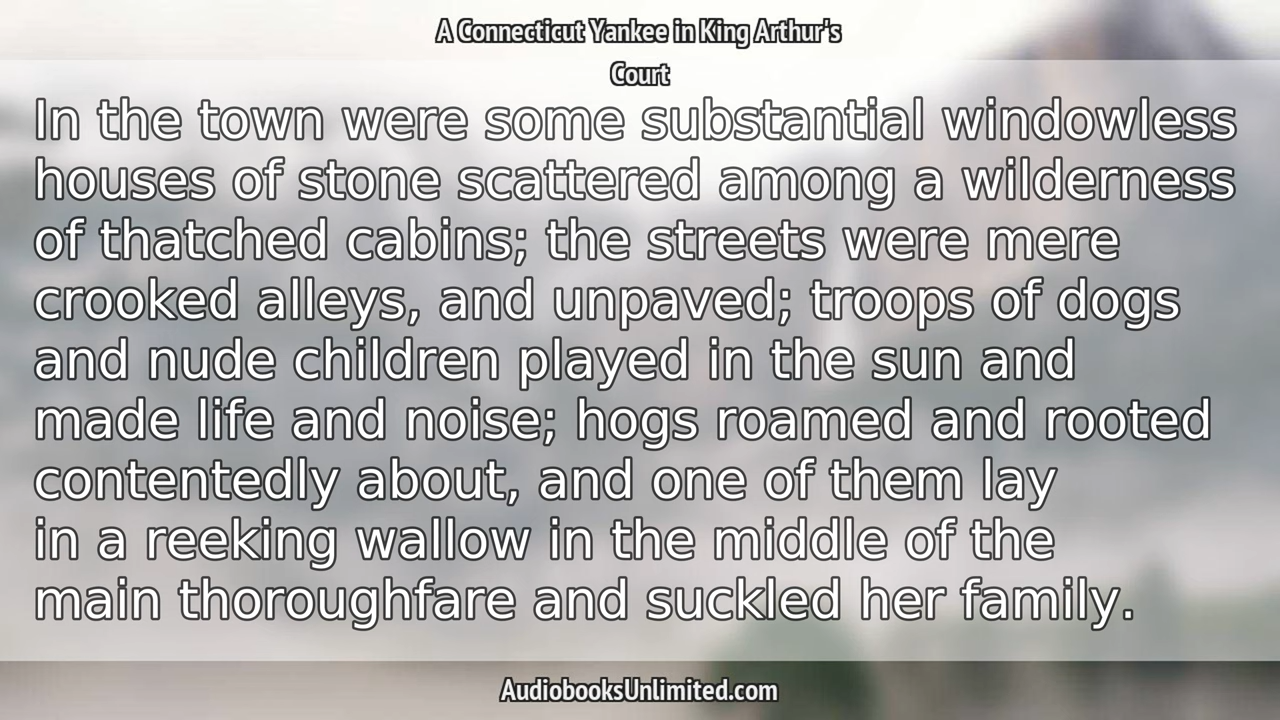 A Connecticut Yankee in King Arthur's
Court
In the town were some substantial windowless
houses of stone scattered among a wilderness
of thatched cabins; the streets were mere
crooked alleys, and unpaved; troops of dogs
and nude children played in the sun and
made life and noise; hogs roamed and rooted
contentedly about, and one of them lay
in a reeking wallow in the middle of the
main thoroughfare and suckled her family.
AudiobooksUnlimited.com